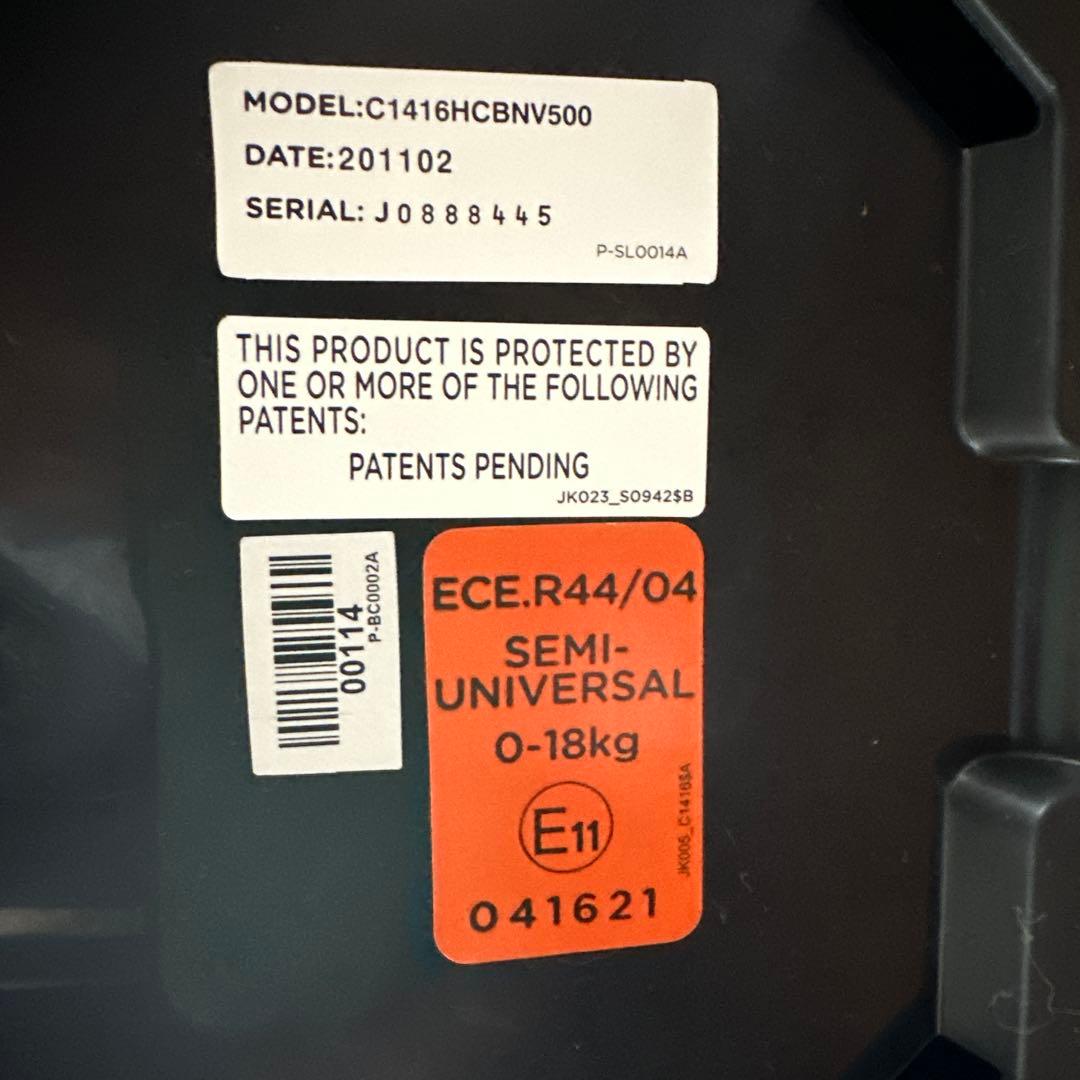 MODEL:C1416HCBNV500
DATE:201102
SERIAL: J0888445
P-SL0014A
THIS PRODUCT IS PROTECTED BY
ONE OR MORE OF THE FOLLOWING
PATENTS:
PATENTS PENDING
JK023_S0942$B
00114
P-BC0002A
ECE.R44/04
SEMI-
UNIVERSAL
0-18kg
E11
041621
JK005_C1416$A